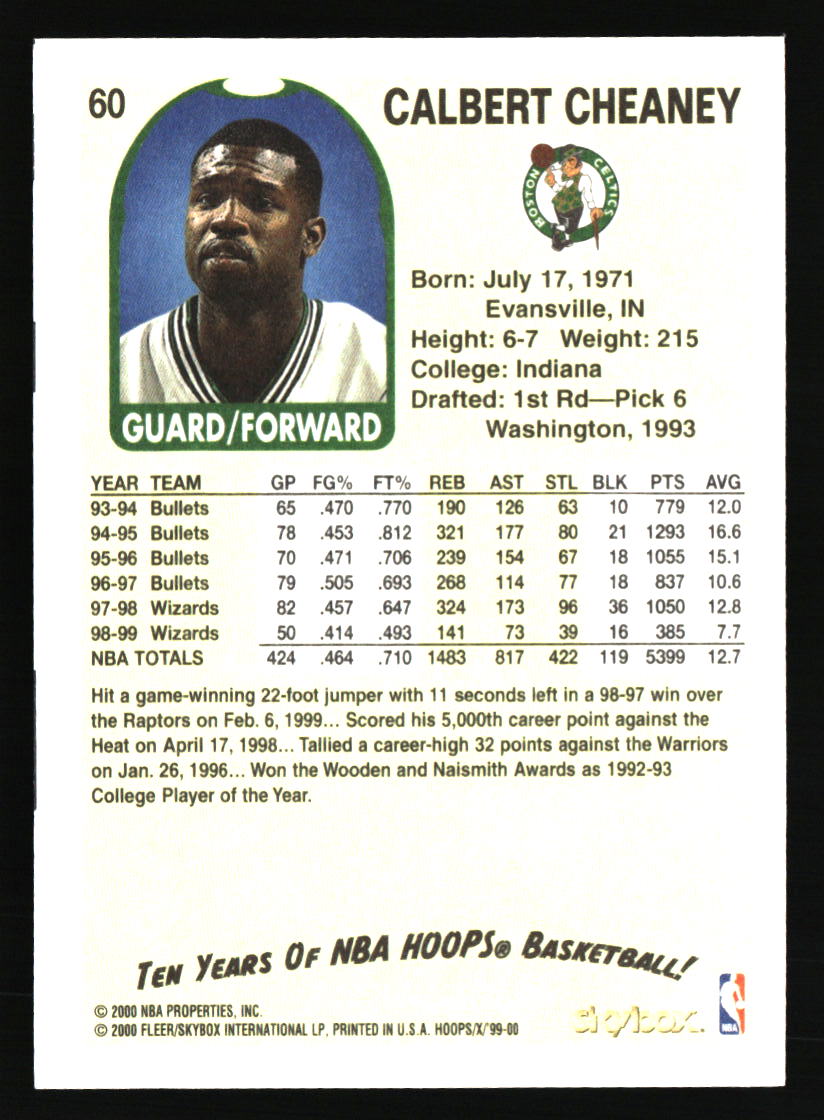 60
CALBERT CHEANEY
BOSTON CELTICS
Born: July 17, 1971
Evansville, IN
Height: 6-7 Weight: 215
College: Indiana
Drafted: 1st Rd—Pick 6
Washington, 1993
GUARD/FORWARD
YEAR TEAM GP FG% FT% REB AST STL BLK PTS AVG
93-94 Bullets 65 .470 .770 190 126 63 10 779 12.0
94-95 Bullets 78 .453 .812 321 177 80 21 1293 16.6
95-96 Bullets 70 .471 .706 239 154 67 18 1055 15.1
96-97 Bullets 79 .505 .693 268 114 77 18 837 10.6
97-98 Wizards 82 .457 .647 324 173 96 36 1050 12.8
98-99 Wizards 50 .414 .493 141 73 39 16 385 7.7
NBA TOTALS 424 .464 .710 1483 817 422 119 5399 12.7
Hit a game-winning 22-foot jumper with 11 seconds left in a 98-97 win over
the Raptors on Feb. 6, 1999... Scored his 5,000th career point against the
Heat on April 17, 1998... Tallied a career-high 32 points against the Warriors
on Jan. 26, 1996... Won the Wooden and Naismith Awards as 1992-93
College Player of the Year.
TEN YEARS OF NBA HOOPS® BASKETBALL!
© 2000 NBA PROPERTIES, INC.
© 2000 FLEER/SKYBOX INTERNATIONAL LP, PRINTED IN U.S.A. HOOPS/X/'99-00
skybox.
NBA